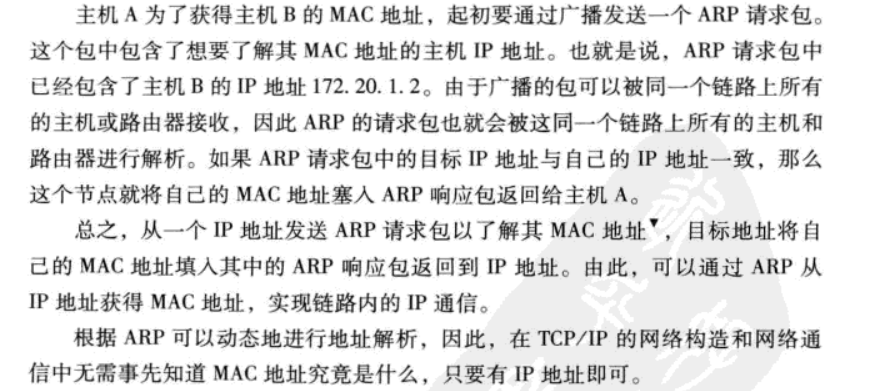 主机 A 为了获得主机 B 的 MAC 地址，起初要通过广播发送一个 ARP 请求包。
这个包中包含了想要了解其 MAC 地址的主机 IP 地址。也就是说，ARP 请求包中
已经包含了主机 B 的 IP 地址 172. 20. 1. 2。由于广播的包可以被同一个链路上所有
的主机或路由器接收，因此 ARP 的请求包也就会被这同一个链路上所有的主机和
路由器进行解析。如果 ARP 请求包中的目标 IP 地址与自己的 IP 地址一致，那么
这个节点就将自己的 MAC 地址塞入 ARP 响应包返回给主机 A。
总之，从一个 IP 地址发送 ARP 请求包以了解其 MAC 地址▼，目标地址将自
己的 MAC 地址填入其中的 ARP 响应包返回到 IP 地址。由此，可以通过 ARP 从
IP 地址获得 MAC 地址，实现链路内的 IP 通信。
根据 ARP 可以动态地进行地址解析，因此，在 TCP/IP 的网络构造和网络通
信中无需事先知道 MAC 地址究竟是什么，只要有 IP 地址即可。